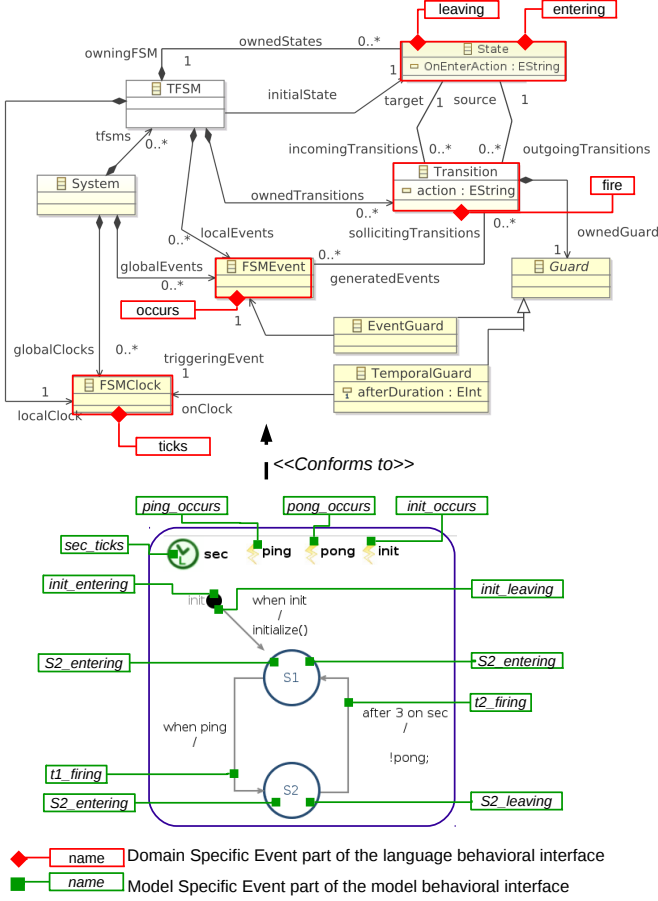 leaving
entering
ownedStates
0..*
State
owningFSM
1
OnEnterAction : EString
TFSM
initialState
1
target
1
source
1
tfsms
0..*
incomingTransitions
0..*
0..*
outgoingTransitions
System
Transition
action : EString
fire
ownedTransitions
0..*
0..*
localEvents
sollicitingTransitions
ownedGuard
0..*
0..*
1
globalEvents
FSMEvent
generatedEvents
Guard
0..*
occurs
1
EventGuard
globalClocks
0..*
triggeringEvent
TemporalGuard
1
1
FSMClock
afterDuration : EInt
localClock
onClock
ticks
<<Conforms to>>
ping_occurs
pong_occurs
init_occurs
sec_ticks
sec
ping
pong
init
init_entering
init
when init
/
initialize()
init_leaving
S2_entering
S1
S2_entering
t2_firing
after 3 on sec
/
!pong;
when ping
/
t1_firing
S2
S2_entering
S2_leaving
name
Domain Specific Event part of the language behavioral interface
name
Model Specific Event part of the model behavioral interface